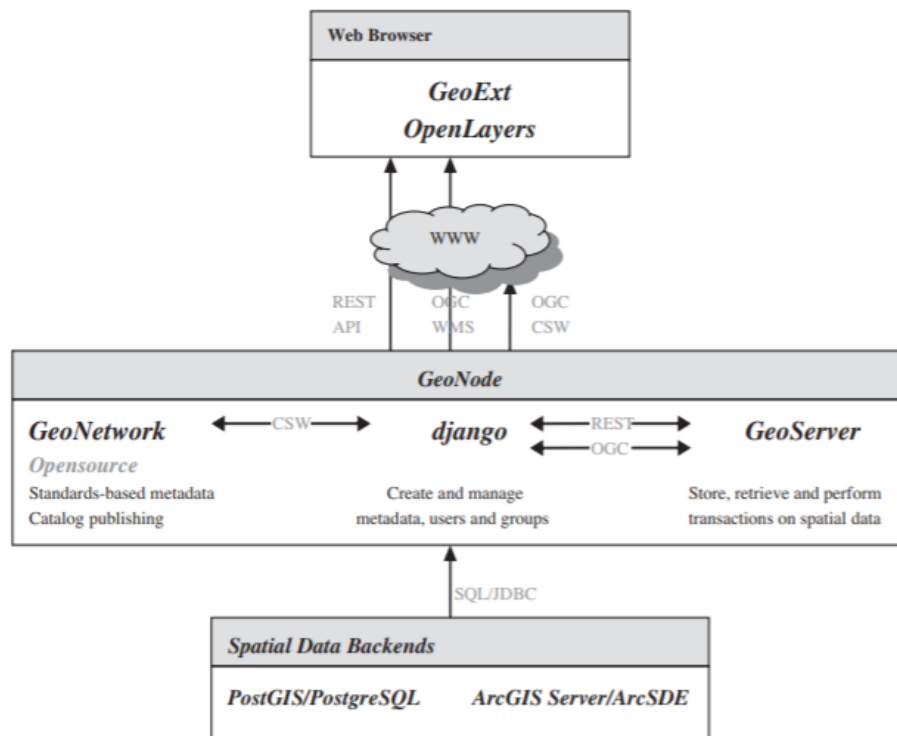 Web Browser
GeoExt
OpenLayers
WWW
REST
API
OGC
WMS
OGC
CSW
GeoNode
GeoNetwork
Opensource
Standards-based metadata
Catalog publishing
CSW
django
Create and manage
metadata, users and groups
REST
OGC
GeoServer
Store, retrieve and perform
transactions on spatial data
SQL/JDBC
Spatial Data Backends
PostGIS/PostgreSQL
ArcGIS Server/ArcSDE